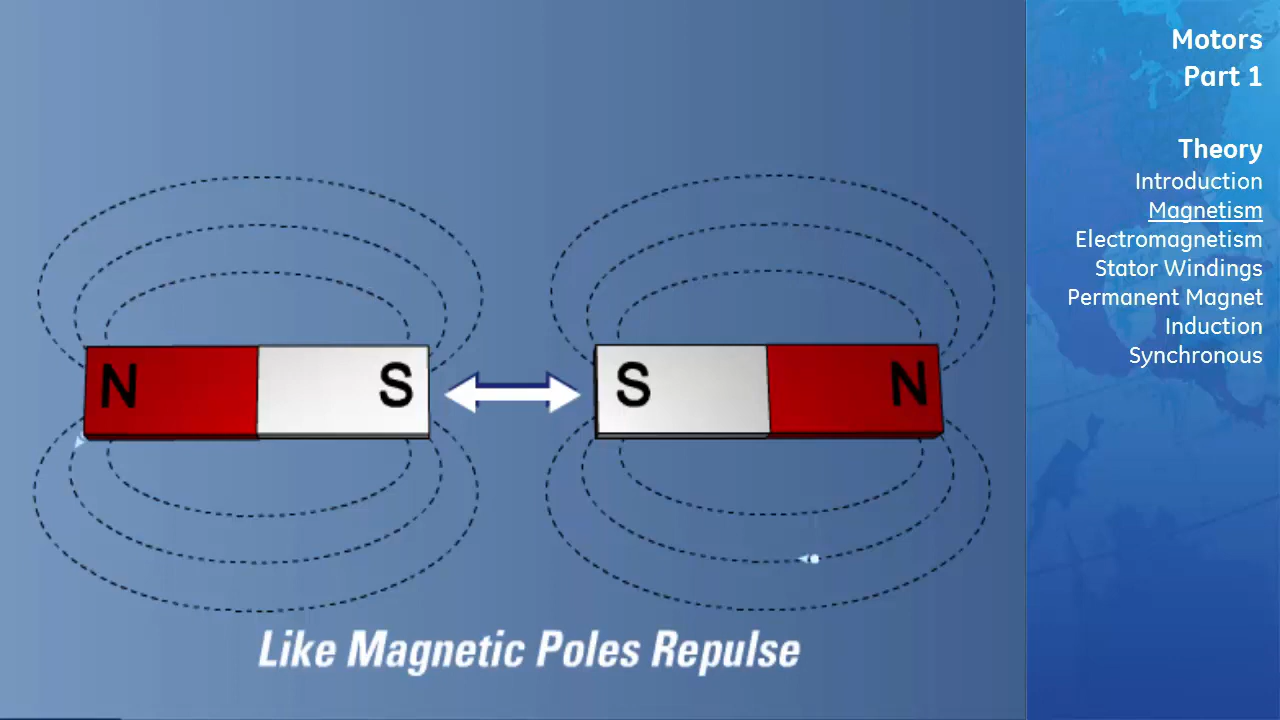 N S S N
Like Magnetic Poles Repulse
Motors
Part 1
Theory
Introduction
Magnetism
Electromagnetism
Stator Windings
Permanent Magnet
Induction
Synchronous